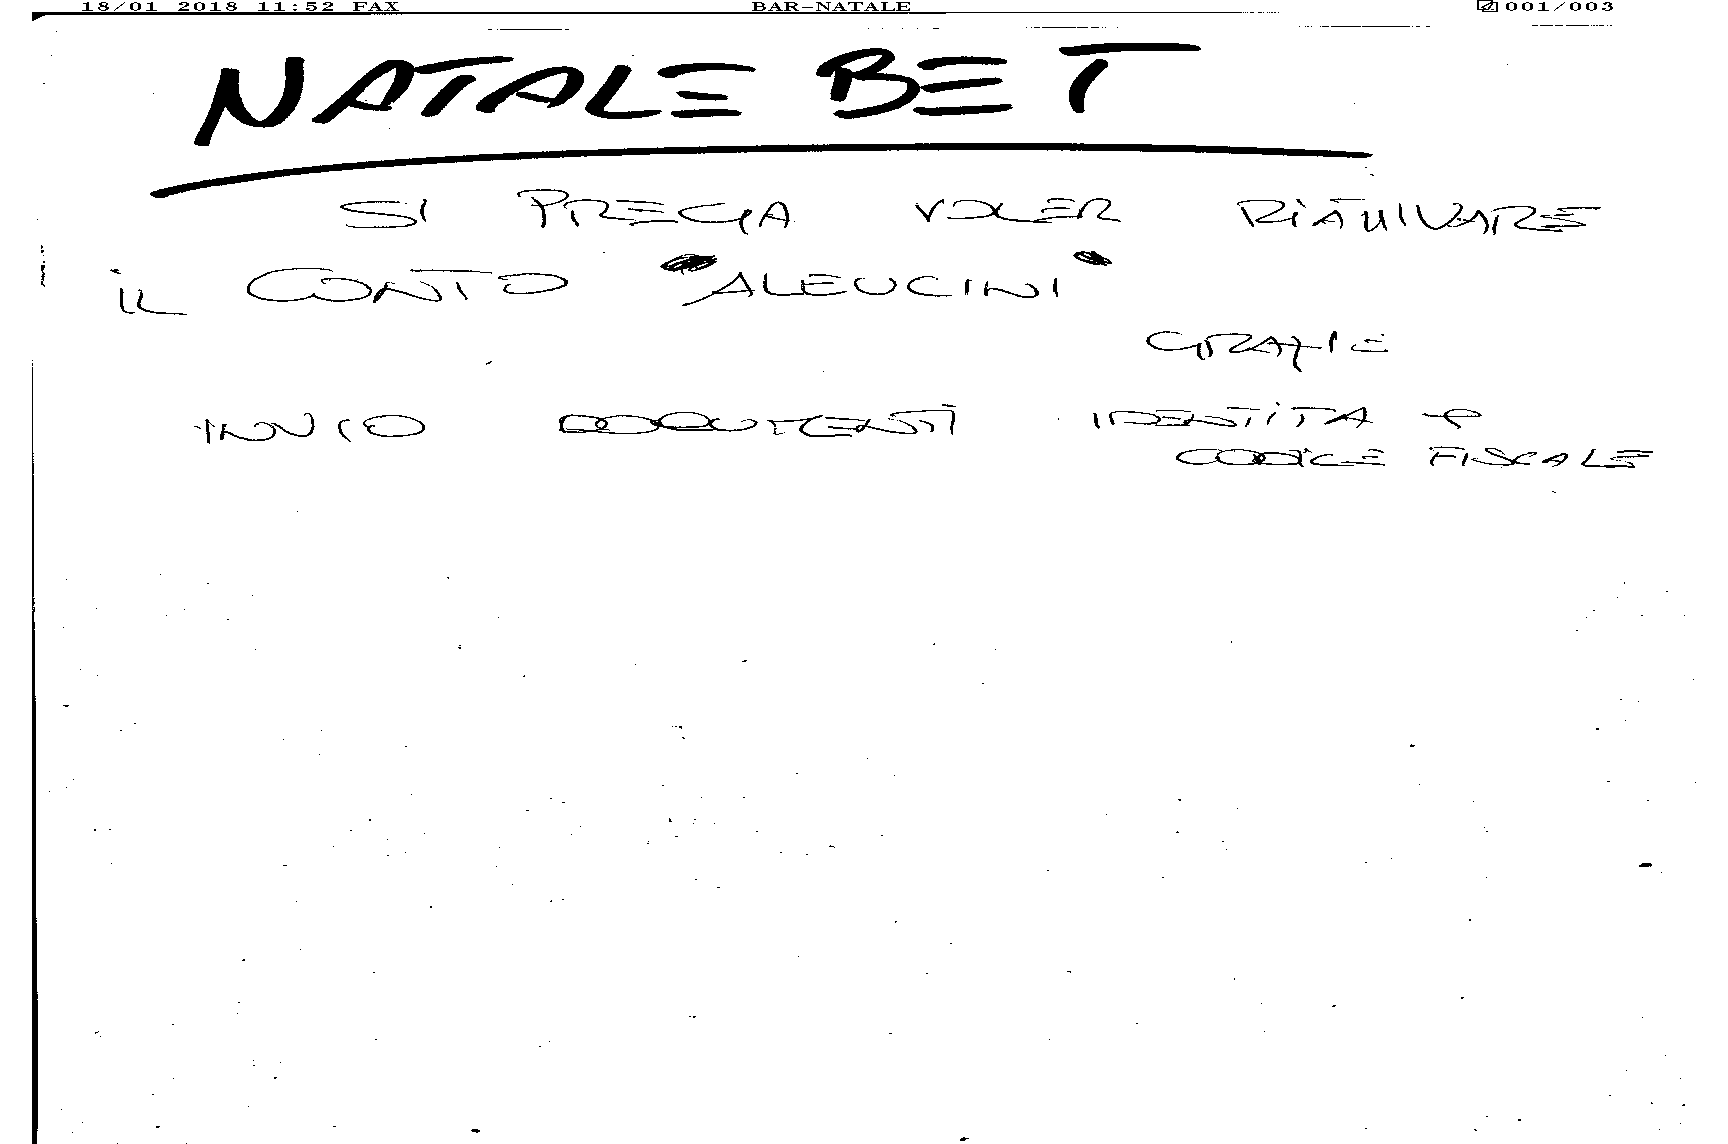 18/01 2018 11:52 FAX BAR-NATALE 001/003
NATALE BET
SI PREGA VOLER RIATTIVARE
IL CONTO "ALEUCINI"
GRAZIE
INVIO DOCUMENTI IDENTITA e
CODICE FISCALE